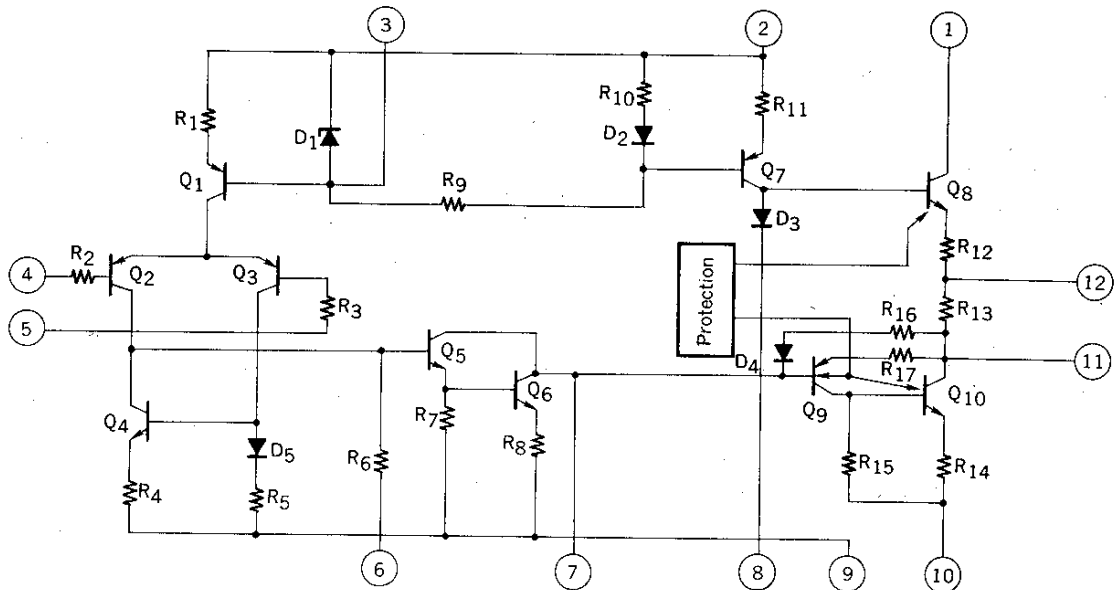 3
2
1
R1
D1
R10
D2
R11
Q1
R9
Q7
Q8
D3
R2
Q2
Q3
R12
4
12
R3
5
Protection
R13
R16
Q5
D4
R17
11
Q6
Q9
Q10
Q4
R7
D5
R8
R6
R15
R14
R4
R5
6
7
8
9
10